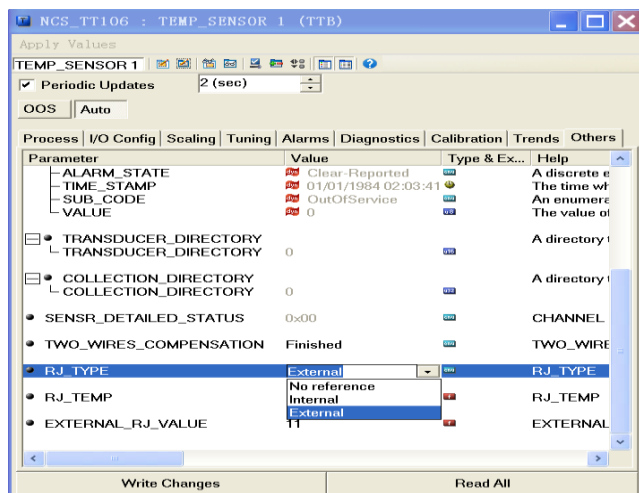 NCS_TT106 : TEMP_SENSOR 1 (TTB)
Apply Values
TEMP_SENSOR 1
Periodic Updates 2 (sec)
OOS Auto
Process I/O Config Scaling Tuning Alarms Diagnostics Calibration Trends Others
Parameter Value Type & Ex... Help
ALARM_STATE Clear-Reported A discrete e
TIME_STAMP 01/01/1984 02:03:41 The time wh
SUB_CODE OutOfService An enumera
VALUE 0 The value of
TRANSDUCER_DIRECTORY A directory t
TRANSDUCER_DIRECTORY 0
COLLECTION_DIRECTORY A directory t
COLLECTION_DIRECTORY 0
SENSR_DETAILED_STATUS 0x00 CHANNEL
TWO_WIRES_COMPENSATION Finished TWO_WIRE
RJ_TYPE External RJ_TYPE
No reference
RJ_TEMP Internal RJ_TEMP
External
EXTERNAL_RJ_VALUE 11 EXTERNAL
Write Changes Read All